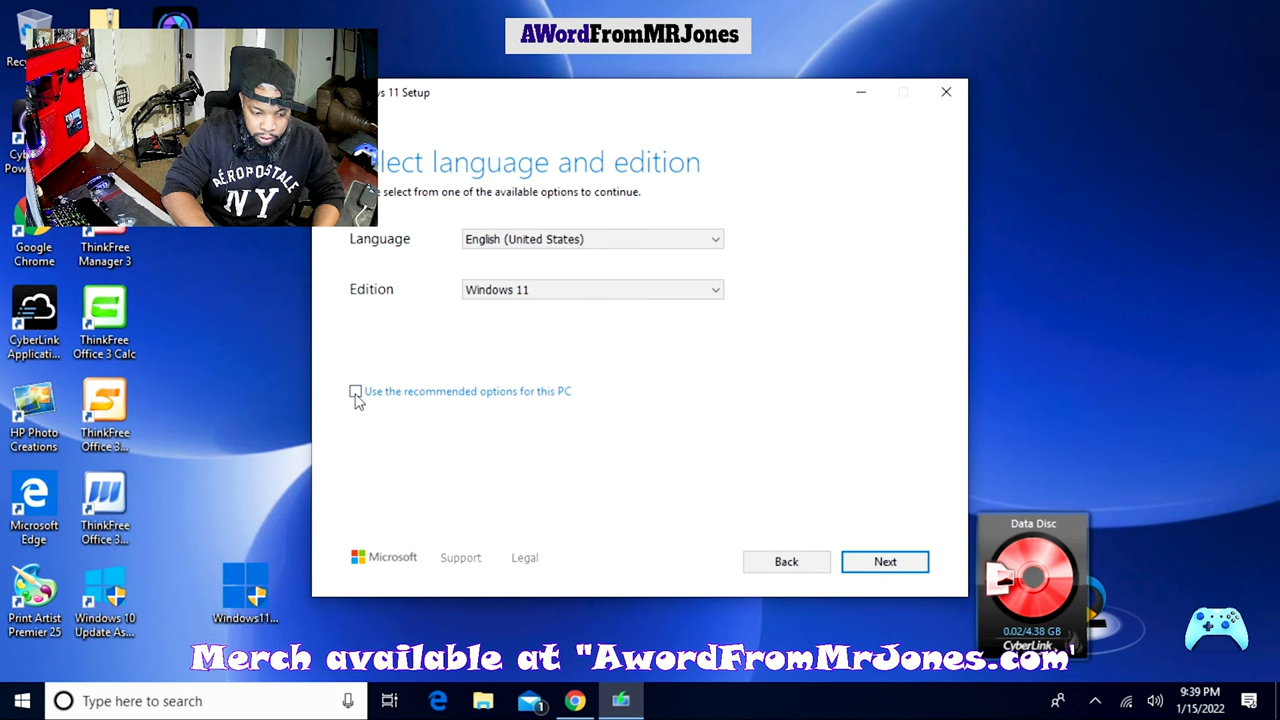 AWordFromMRJones
s 11 Setup
lect language and edition
e select from one of the available options to continue.
Language
English (United States)
Edition
Windows 11
Use the recommended options for this PC
Microsoft
Support
Legal
Back
Next
AÉROPOSTALE
NY
Google
Chrome
ThinkFree
Manager 3
CyberLink
Applicati...
ThinkFree
Office 3 Calc
HP Photo
Creations
ThinkFree
Office 3...
Microsoft
Edge
ThinkFree
Office 3...
Print Artist
Premier 25
Windows 10
Update As...
Windows11...
Data Disc
0.02/4.38 GB
CyberLink
Merch available at "AwordFromMrJones.com'
Type here to search
1
9:39 PM
1/15/2022